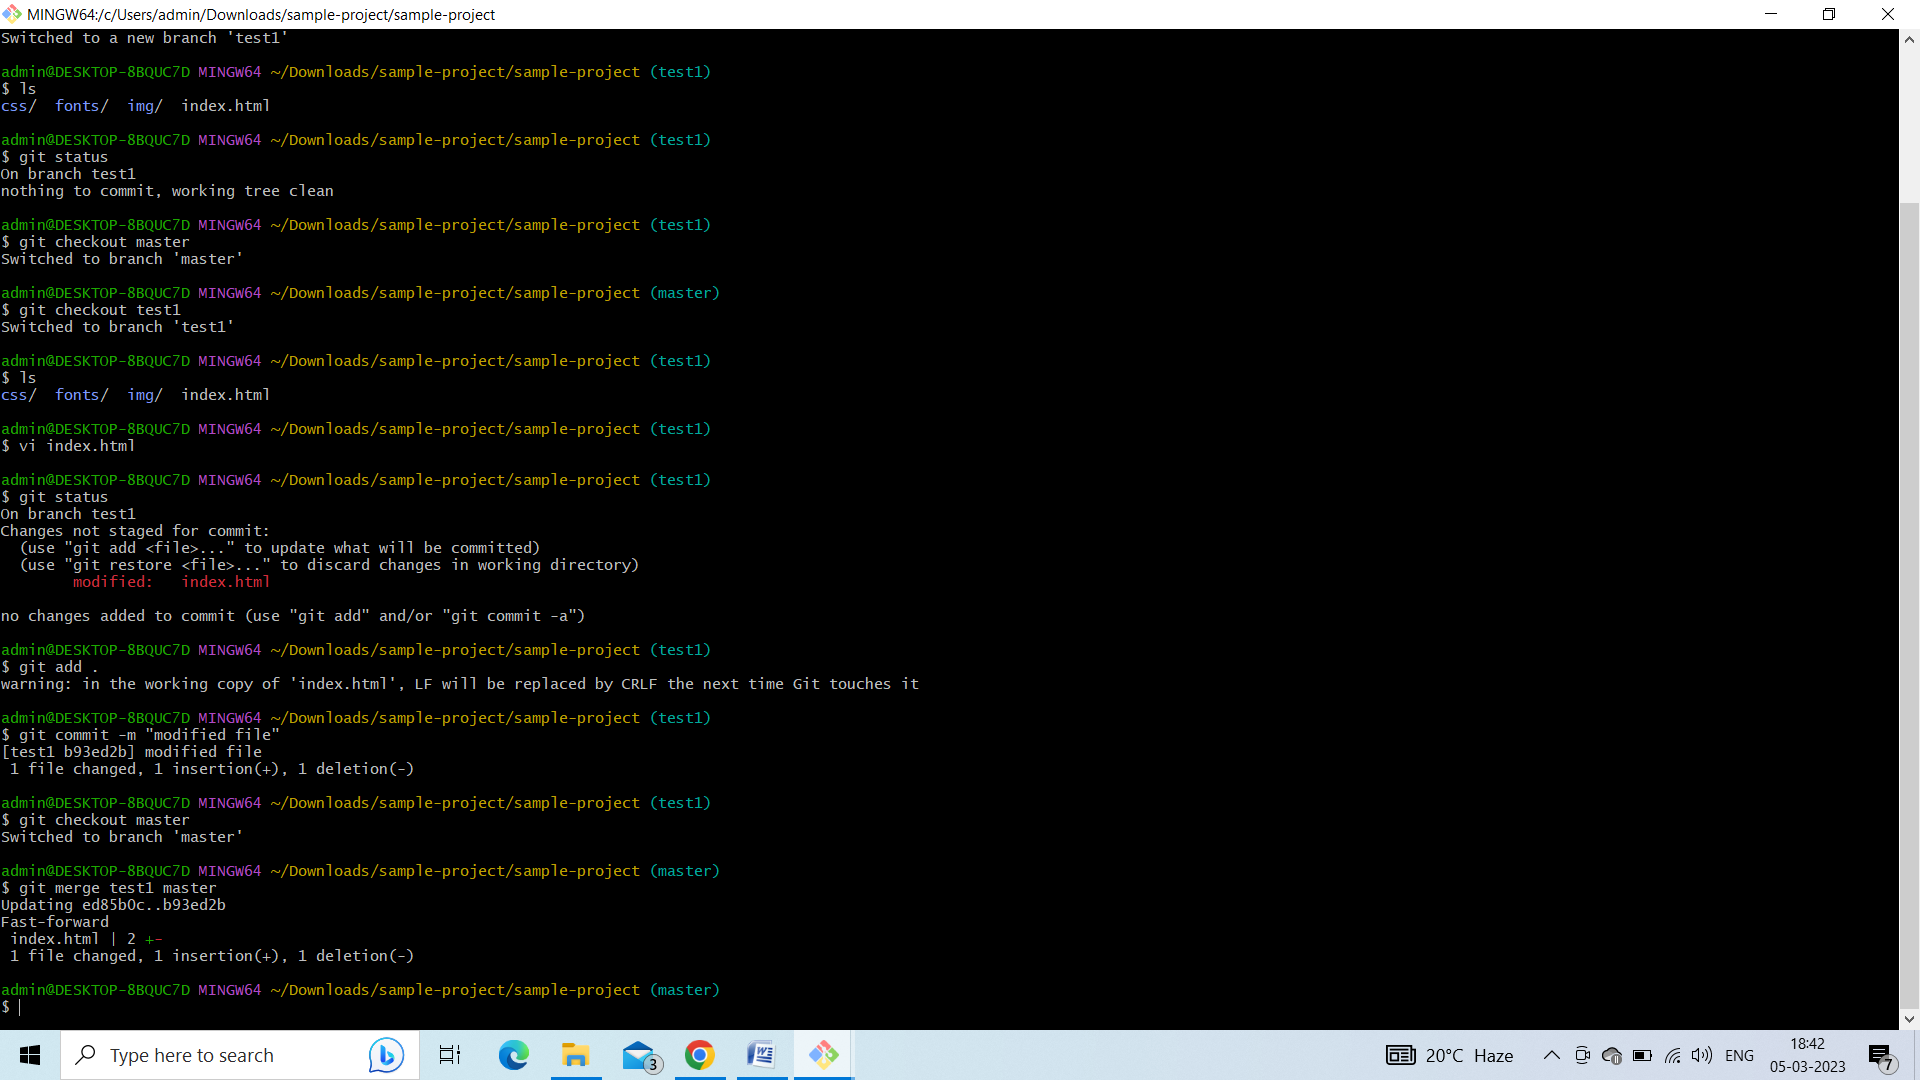 MINGW64:/c/Users/admin/Downloads/sample-project/sample-project
Switched to a new branch 'test1'
admin@DESKTOP-8BQUC7D MINGW64 ~/Downloads/sample-project/sample-project (test1)
$ ls
css/  fonts/  img/  index.html
admin@DESKTOP-8BQUC7D MINGW64 ~/Downloads/sample-project/sample-project (test1)
$ git status
On branch test1
nothing to commit, working tree clean
admin@DESKTOP-8BQUC7D MINGW64 ~/Downloads/sample-project/sample-project (test1)
$ git checkout master
Switched to branch 'master'
admin@DESKTOP-8BQUC7D MINGW64 ~/Downloads/sample-project/sample-project (master)
$ git checkout test1
Switched to branch 'test1'
admin@DESKTOP-8BQUC7D MINGW64 ~/Downloads/sample-project/sample-project (test1)
$ ls
css/  fonts/  img/  index.html
admin@DESKTOP-8BQUC7D MINGW64 ~/Downloads/sample-project/sample-project (test1)
$ vi index.html
admin@DESKTOP-8BQUC7D MINGW64 ~/Downloads/sample-project/sample-project (test1)
$ git status
On branch test1
Changes not staged for commit:
  (use "git add <file>..." to update what will be committed)
  (use "git restore <file>..." to discard changes in working directory)
        modified:   index.html
no changes added to commit (use "git add" and/or "git commit -a")
admin@DESKTOP-8BQUC7D MINGW64 ~/Downloads/sample-project/sample-project (test1)
$ git add .
warning: in the working copy of 'index.html', LF will be replaced by CRLF the next time Git touches it
admin@DESKTOP-8BQUC7D MINGW64 ~/Downloads/sample-project/sample-project (test1)
$ git commit -m "modified file"
[test1 b93ed2b] modified file
 1 file changed, 1 insertion(+), 1 deletion(-)
admin@DESKTOP-8BQUC7D MINGW64 ~/Downloads/sample-project/sample-project (test1)
$ git checkout master
Switched to branch 'master'
admin@DESKTOP-8BQUC7D MINGW64 ~/Downloads/sample-project/sample-project (master)
$ git merge test1 master
Updating ed85b0c..b93ed2b
Fast-forward
 index.html | 2 +-
 1 file changed, 1 insertion(+), 1 deletion(-)
admin@DESKTOP-8BQUC7D MINGW64 ~/Downloads/sample-project/sample-project (master)
$
Type here to search
3
20°C  Haze
ENG
18:42
05-03-2023
7